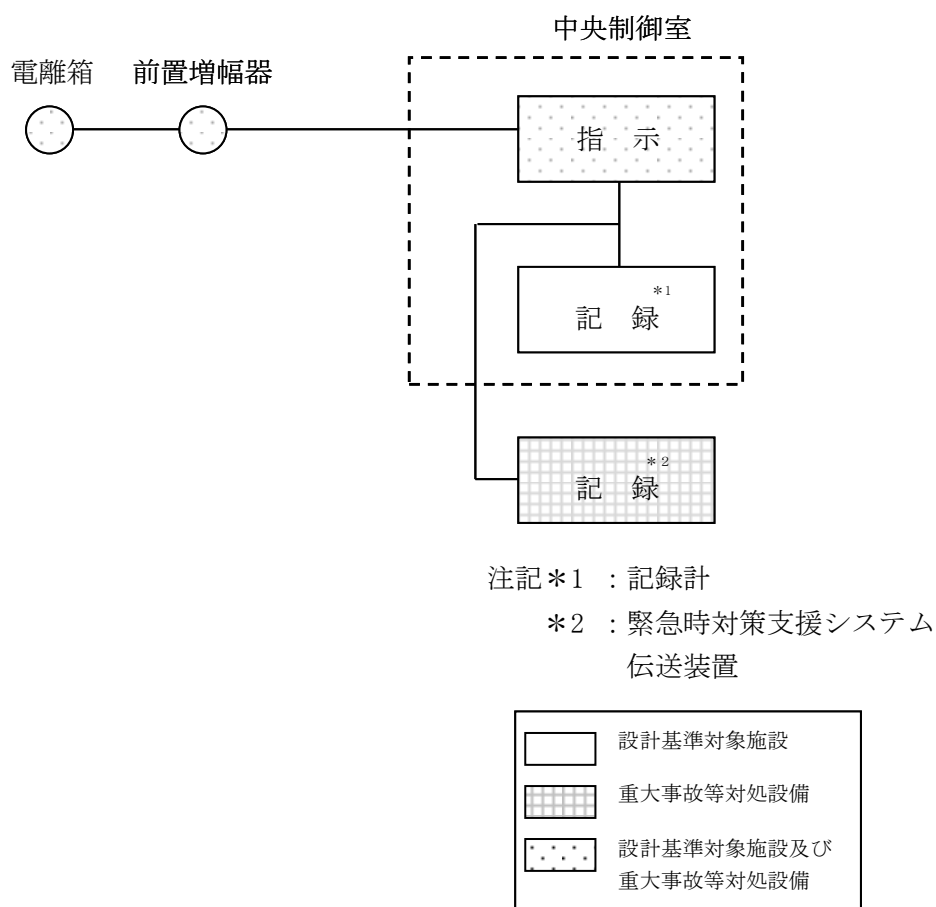 中央制御室
電離箱
前置増幅器
指 示
記 録 *1
記 録 *2
注記*1 :記録計
*2 :緊急時対策支援システム
伝送装置
設計基準対象施設
重大事故等対処設備
設計基準対象施設及び
重大事故等対処設備